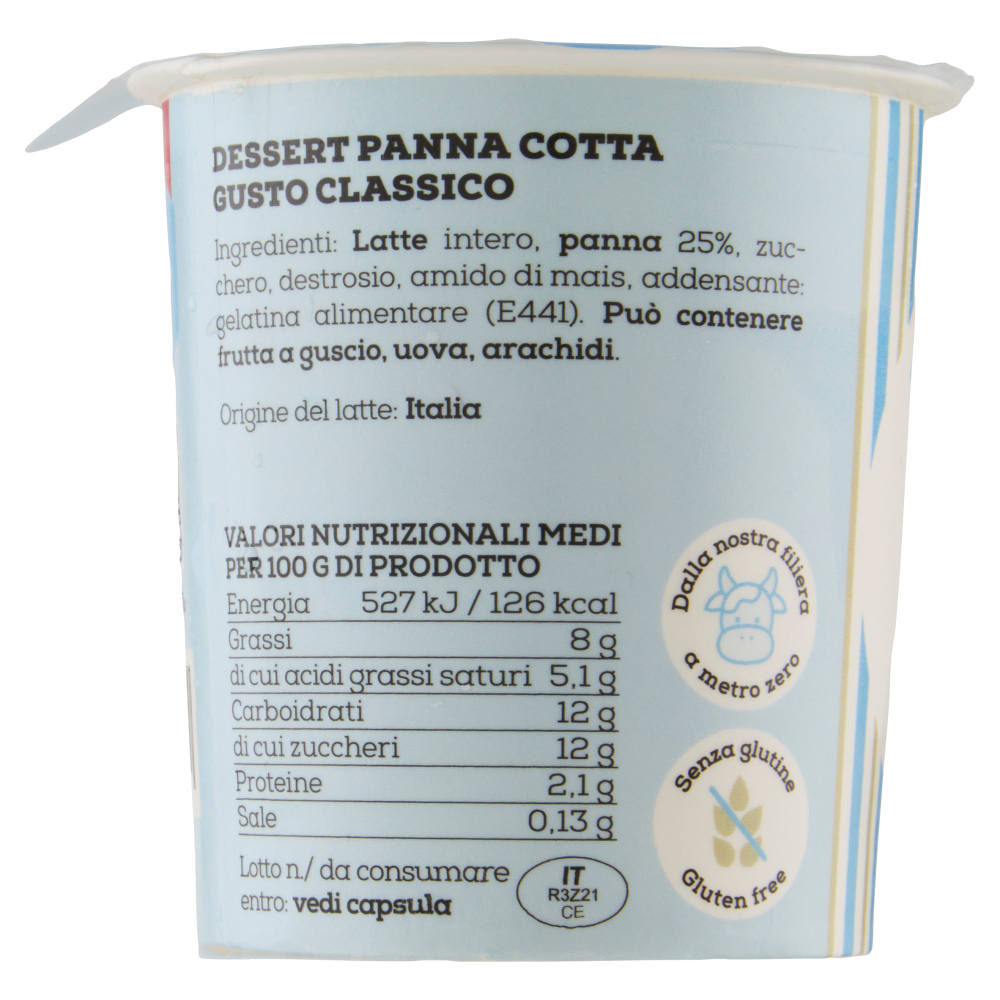 DESSERT PANNA COTTA
GUSTO CLASSICO
Ingredienti: Latte intero, panna 25%, zuc-
chero, destrosio, amido di mais, addensante:
gelatina alimentare (E441). Può contenere
frutta a guscio, uova, arachidi.
Origine del latte: Italia
VALORI NUTRIZIONALI MEDI
PER 100 G DI PRODOTTO
Energia 527 kJ / 126 kcal
Grassi 8 g
di cui acidi grassi saturi 5,1 g
Carboidrati 12 g
di cui zuccheri 12 g
Proteine 2,1 g
Sale 0,13 g
Lotto n./ da consumare
entro: vedi capsula
IT
R3Z21
CE
Dalla nostra filiera
a metro zero
Senza glutine
Gluten free